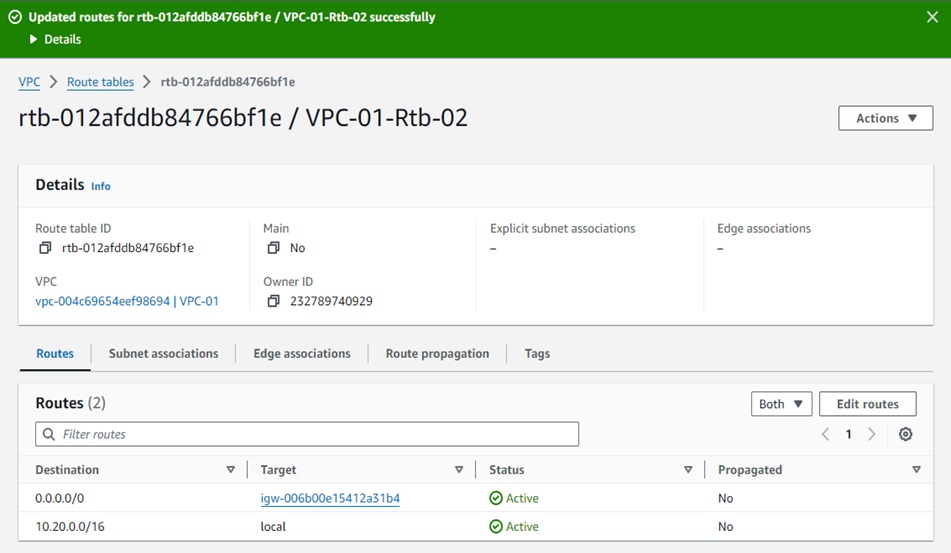 Updated routes for rtb-012afddb84766bf1e / VPC-01-Rtb-02 successfully
Details
VPC > Route tables > rtb-012afddb84766bf1e
rtb-012afddb84766bf1e / VPC-01-Rtb-02
Actions
Details Info
Route table ID Main Explicit subnet associations Edge associations
rtb-012afddb84766bf1e No – –
VPC Owner ID
vpc-004c69654eef98694 | VPC-01 232789740929
Routes Subnet associations Edge associations Route propagation Tags
Routes (2) Both Edit routes
Filter routes 1
Destination Target Status Propagated
0.0.0.0/0 igw-006b00e15412a31b4 Active No
10.20.0.0/16 local Active No